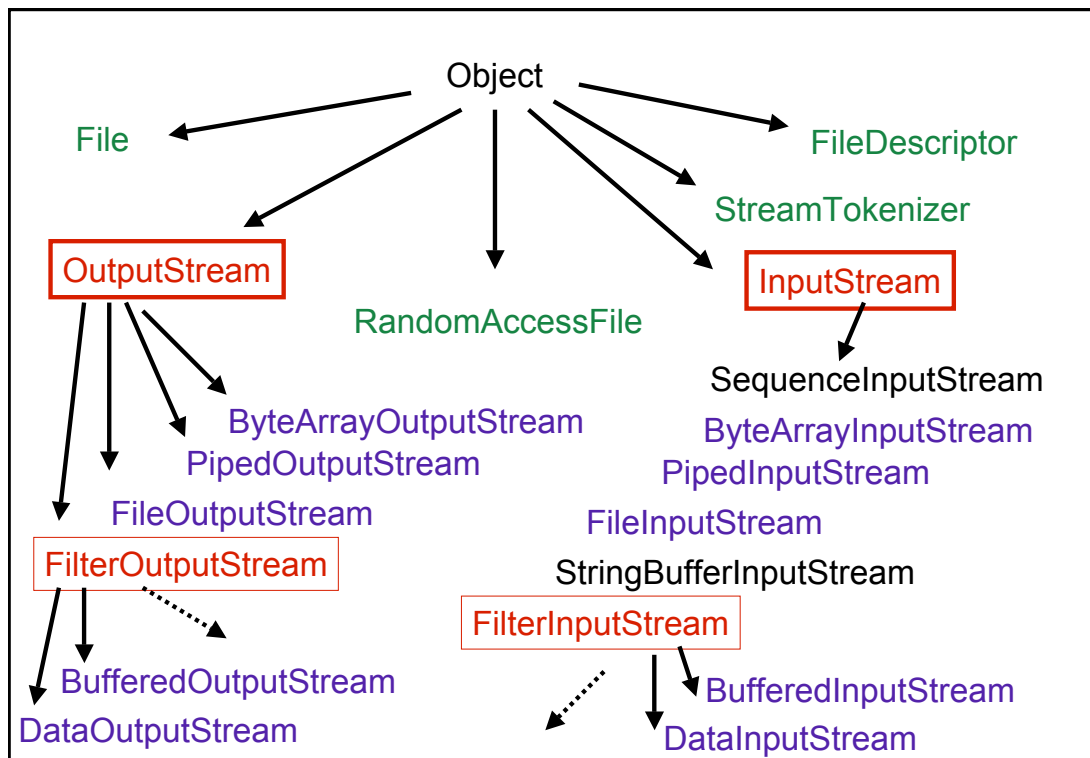 Object
File
FileDescriptor
StreamTokenizer
OutputStream
InputStream
RandomAccessFile
SequenceInputStream
ByteArrayOutputStream
ByteArrayInputStream
PipedOutputStream
PipedInputStream
FileOutputStream
FileInputStream
FilterOutputStream
StringBufferInputStream
FilterInputStream
BufferedOutputStream
BufferedInputStream
DataOutputStream
DataInputStream